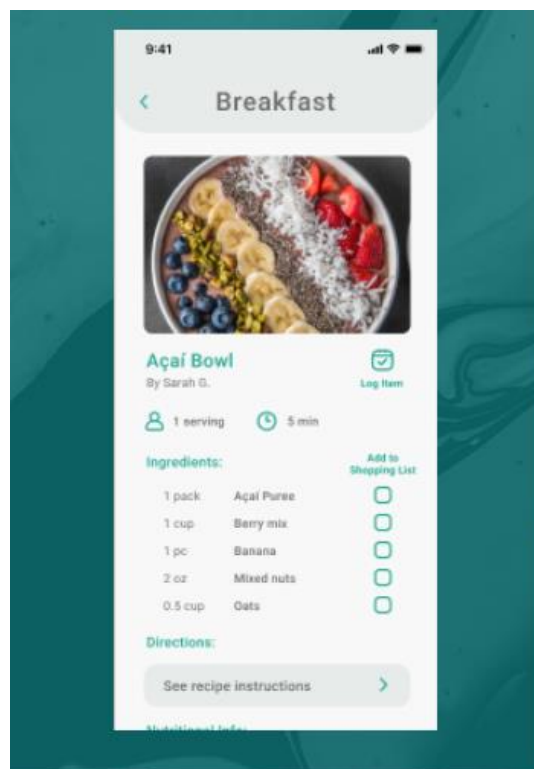 9:41
Breakfast
Açaí Bowl
By Sarah G.
Log Item
1 serving
5 min
Ingredients:
Add to
Shopping List
1 pack Açaí Puree
1 cup Berry mix
1 pc Banana
2 oz Mixed nuts
0.5 cup Oats
Directions:
See recipe instructions
Nutritional Info: